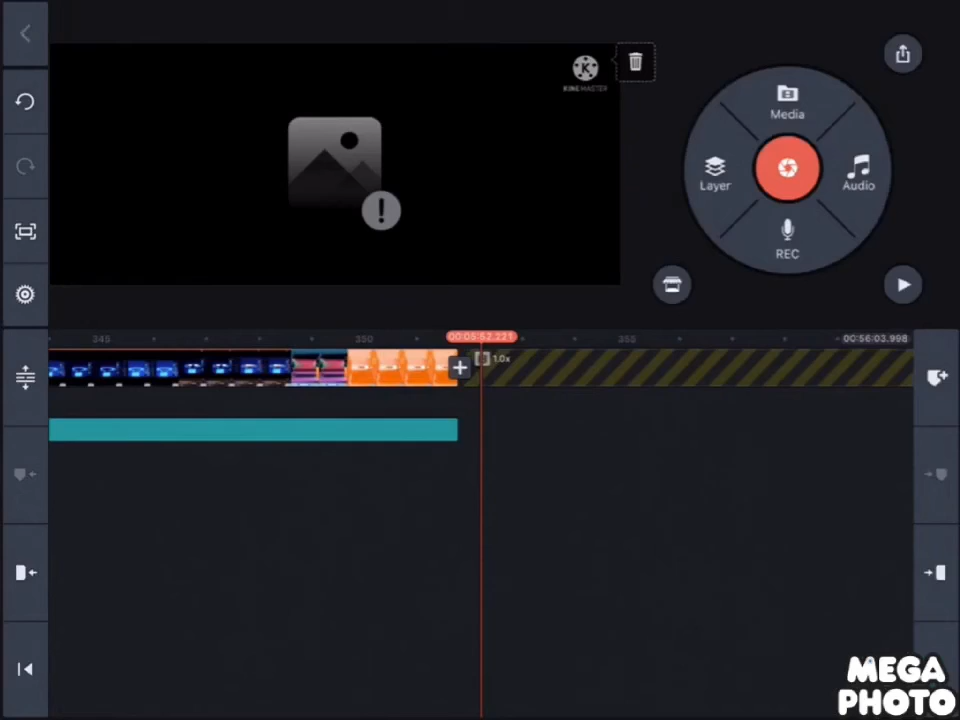 KINEMASTER
Media
Layer
Audio
REC
345
350
00:05:52.221
355
00:56:03.998
1.0x
MEGA
PHOTO